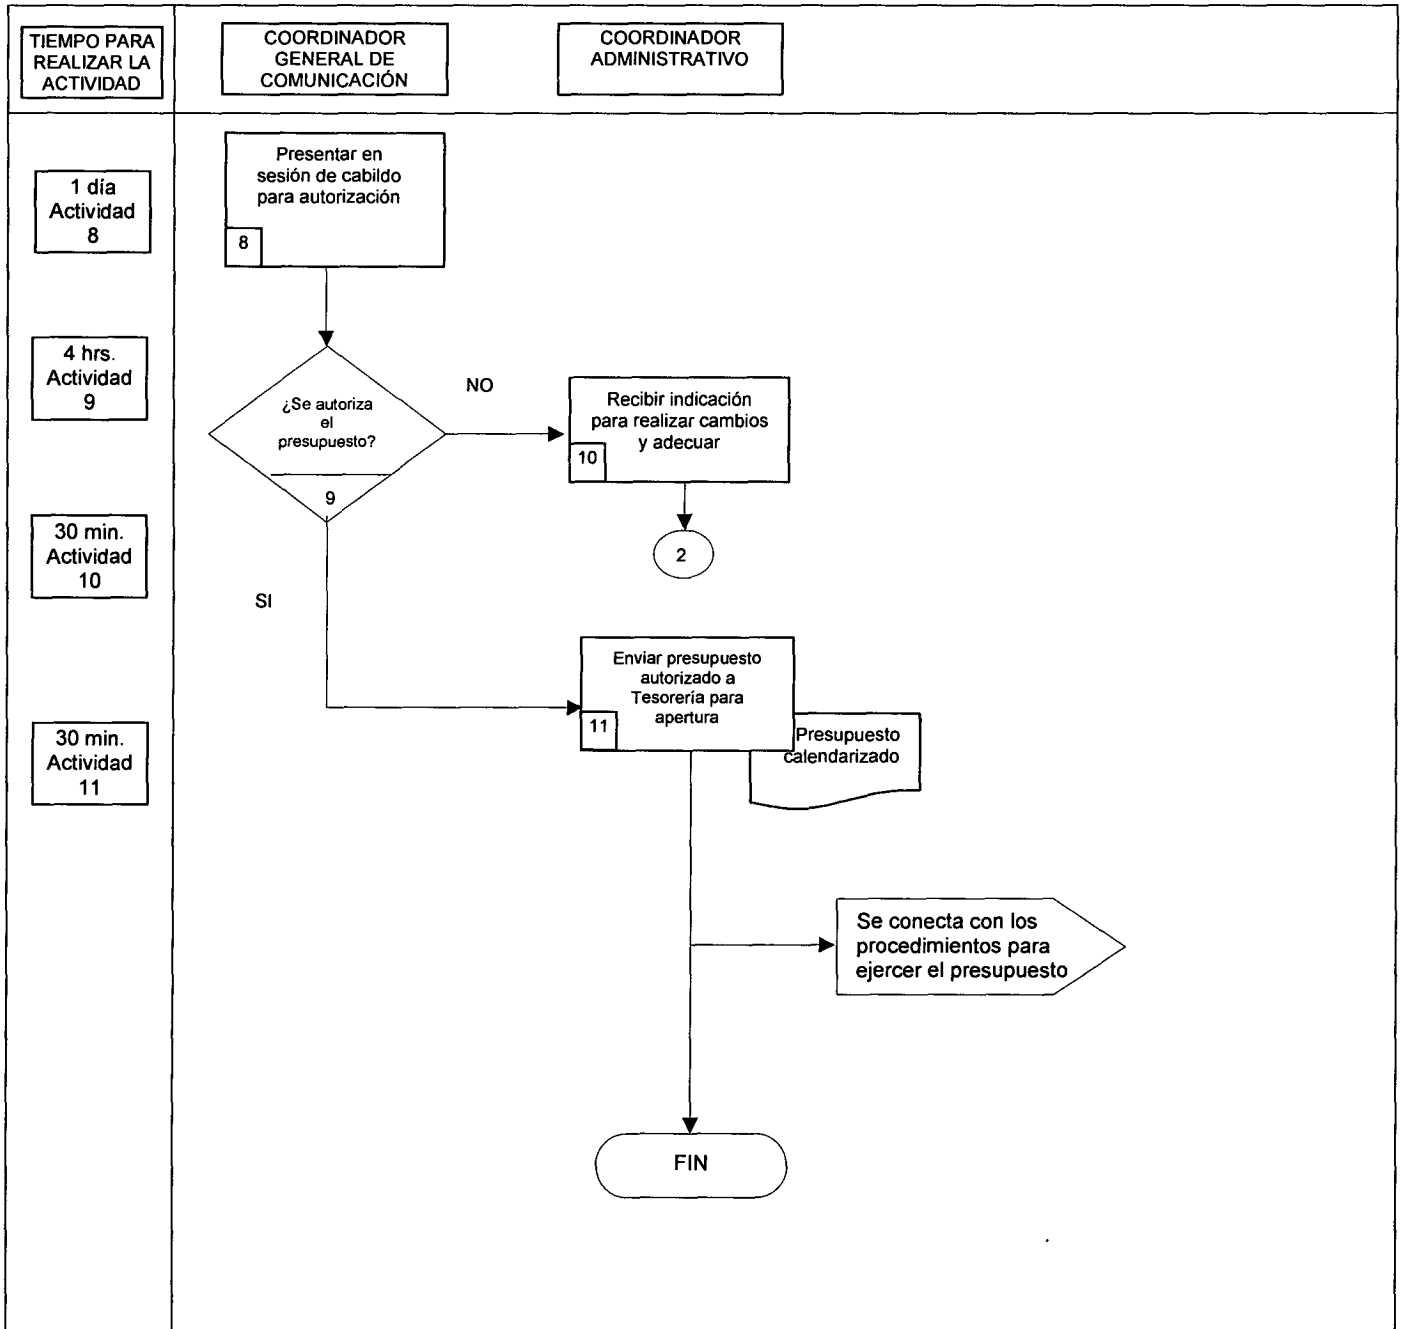 TIEMPO PARA
REALIZAR LA
ACTIVIDAD
COORDINADOR
GENERAL DE
COMUNICACIÓN
COORDINADOR
ADMINISTRATIVO
1 día
Actividad
8
Presentar en
sesión de cabildo
para autorización
8
4 hrs.
Actividad
9
¿Se autoriza
el
presupuesto?
9
NO
Recibir indicación
para realizar cambios
y adecuar
10
2
30 min.
Actividad
10
SI
Enviar presupuesto
autorizado a
Tesorería para
apertura
11
Presupuesto
calendarizado
30 min.
Actividad
11
Se conecta con los
procedimientos para
ejercer el presupuesto
FIN